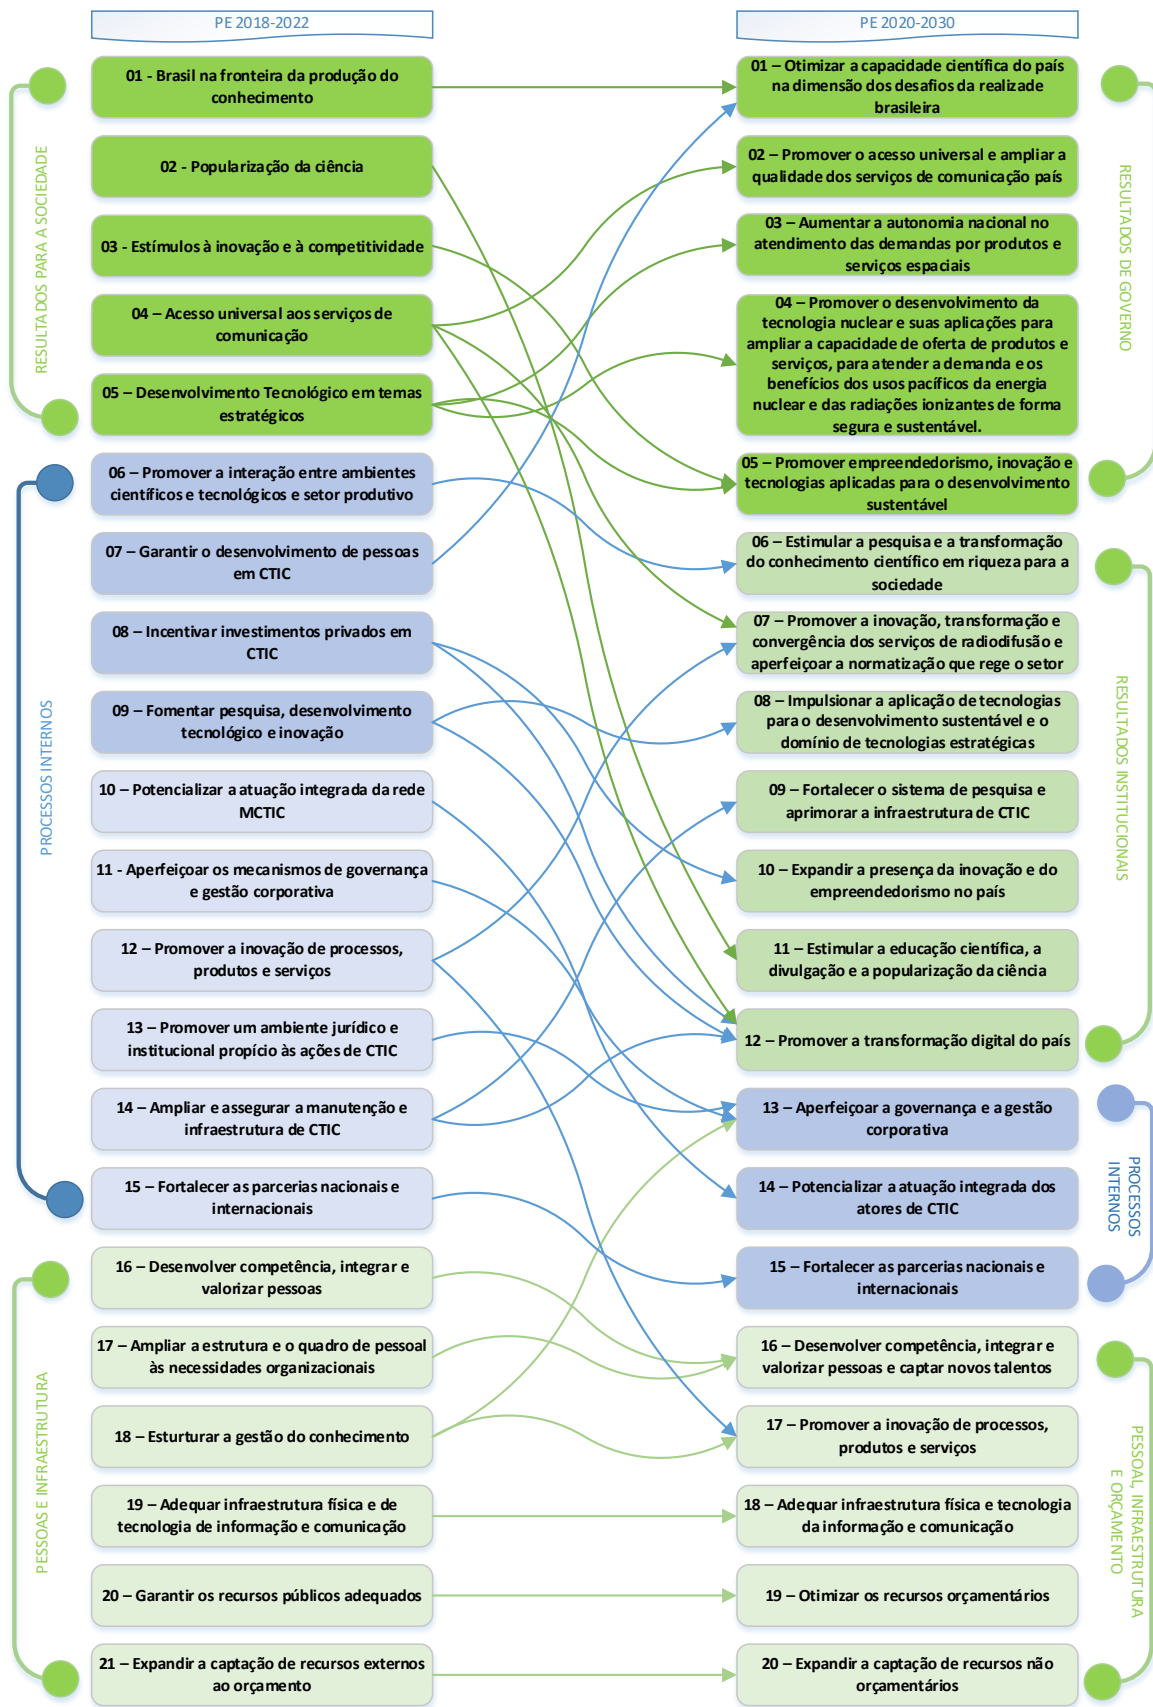 PE 2018-2022
RESULTADOS PARA A SOCIEDADE
01 - Brasil na fronteira da produção do
conhecimento
02 - Popularização da ciência
03 - Estímulos à inovação e à competitividade
04 – Acesso universal aos serviços de
comunicação
05 – Desenvolvimento Tecnológico em temas
estratégicos
PROCESSOS INTERNOS
06 – Promover a interação entre ambientes
científicos e tecnológicos e setor produtivo
07 – Garantir o desenvolvimento de pessoas
em CTIC
08 – Incentivar investimentos privados em
CTIC
09 – Fomentar pesquisa, desenvolvimento
tecnológico e inovação
10 – Potencializar a atuação integrada da rede
MCTIC
11 - Aperfeiçoar os mecanismos de governança
e gestão corporativa
12 – Promover a inovação de processos,
produtos e serviços
13 – Promover um ambiente jurídico e
institucional propício às ações de CTIC
14 – Ampliar e assegurar a manutenção e
infraestrutura de CTIC
15 – Fortalecer as parcerias nacionais e
internacionais
PESSOAS E INFRAESTRUTURA
16 – Desenvolver competência, integrar e
valorizar pessoas
17 – Ampliar a estrutura e o quadro de pessoal
às necessidades organizacionais
18 – Esturturar a gestão do conhecimento
19 – Adequar infraestrutura física e de
tecnologia de informação e comunicação
20 – Garantir os recursos públicos adequados
21 – Expandir a captação de recursos externos
ao orçamento
PE 2020-2030
RESULTADOS DE GOVERNO
01 – Otimizar a capacidade científica do país
na dimensão dos desafios da realizade
brasileira
02 – Promover o acesso universal e ampliar a
qualidade dos serviços de comunicação país
03 – Aumentar a autonomia nacional no
atendimento das demandas por produtos e
serviços espaciais
04 – Promover o desenvolvimento da
tecnologia nuclear e suas aplicações para
ampliar a capacidade de oferta de produtos e
serviços, para atender a demanda e os
benefícios dos usos pacíficos da energia
nuclear e das radiações ionizantes de forma
segura e sustentável.
05 – Promover empreendedorismo, inovação e
tecnologias aplicadas para o desenvolvimento
sustentável
RESULTADOS INSTITUCIONAIS
06 – Estimular a pesquisa e a transformação
do conhecimento científico em riqueza para a
sociedade
07 – Promover a inovação, transformação e
convergência dos serviços de radiodifusão e
aperfeiçoar a normatização que rege o setor
08 – Impulsionar a aplicação de tecnologias
para o desenvolvimento sustentável e o
domínio de tecnologias estratégicas
09 – Fortalecer o sistema de pesquisa e
aprimorar a infraestrutura de CTIC
10 – Expandir a presença da inovação e do
empreendedorismo no país
11 – Estimular a educação científica, a
divulgação e a popularização da ciência
12 – Promover a transformação digital do país
PROCESSOS
INTERNOS
13 – Aperfeiçoar a governança e a gestão
corporativa
14 – Potencializar a atuação integrada dos
atores de CTIC
15 – Fortalecer as parcerias nacionais e
internacionais
PESSOAL, INFRAESTRUTURA
E ORÇAMENTO
16 – Desenvolver competência, integrar e
valorizar pessoas e captar novos talentos
17 – Promover a inovação de processos,
produtos e serviços
18 – Adequar infraestrutura física e tecnologia
da informação e comunicação
19 – Otimizar os recursos orçamentários
20 – Expandir a captação de recursos não
orçamentários